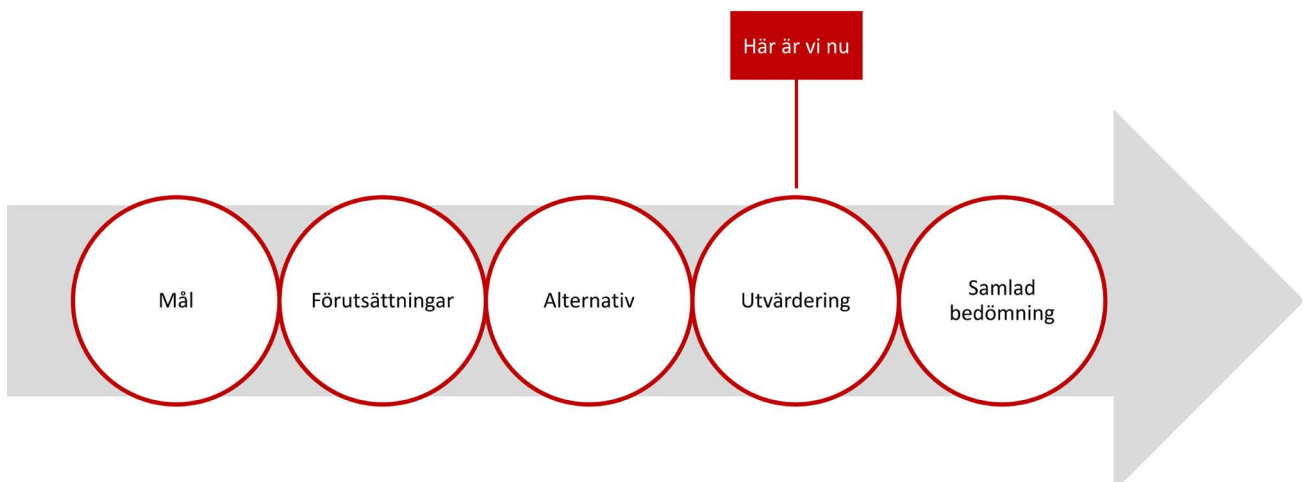 Här är vi nu
Mål
Förutsättningar
Alternativ
Utvärdering
Samlad
bedömning